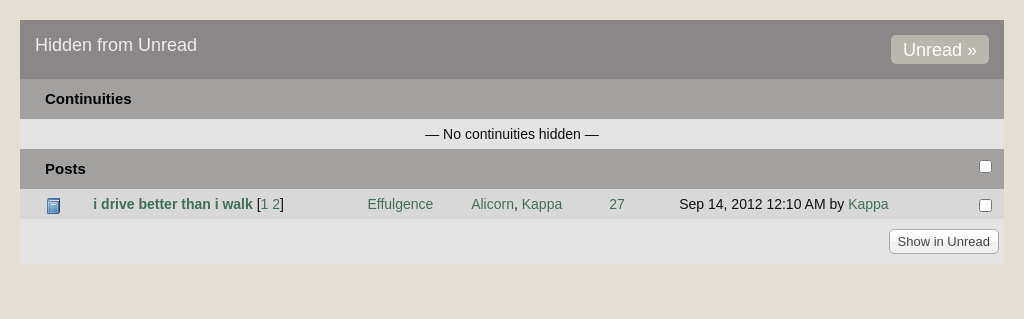 Hidden from Unread
Unread »
Continuities
— No continuities hidden —
Posts
i drive better than i walk [1 2] Effulgence Alicorn, Kappa 27 Sep 14, 2012 12:10 AM by Kappa
Show in Unread